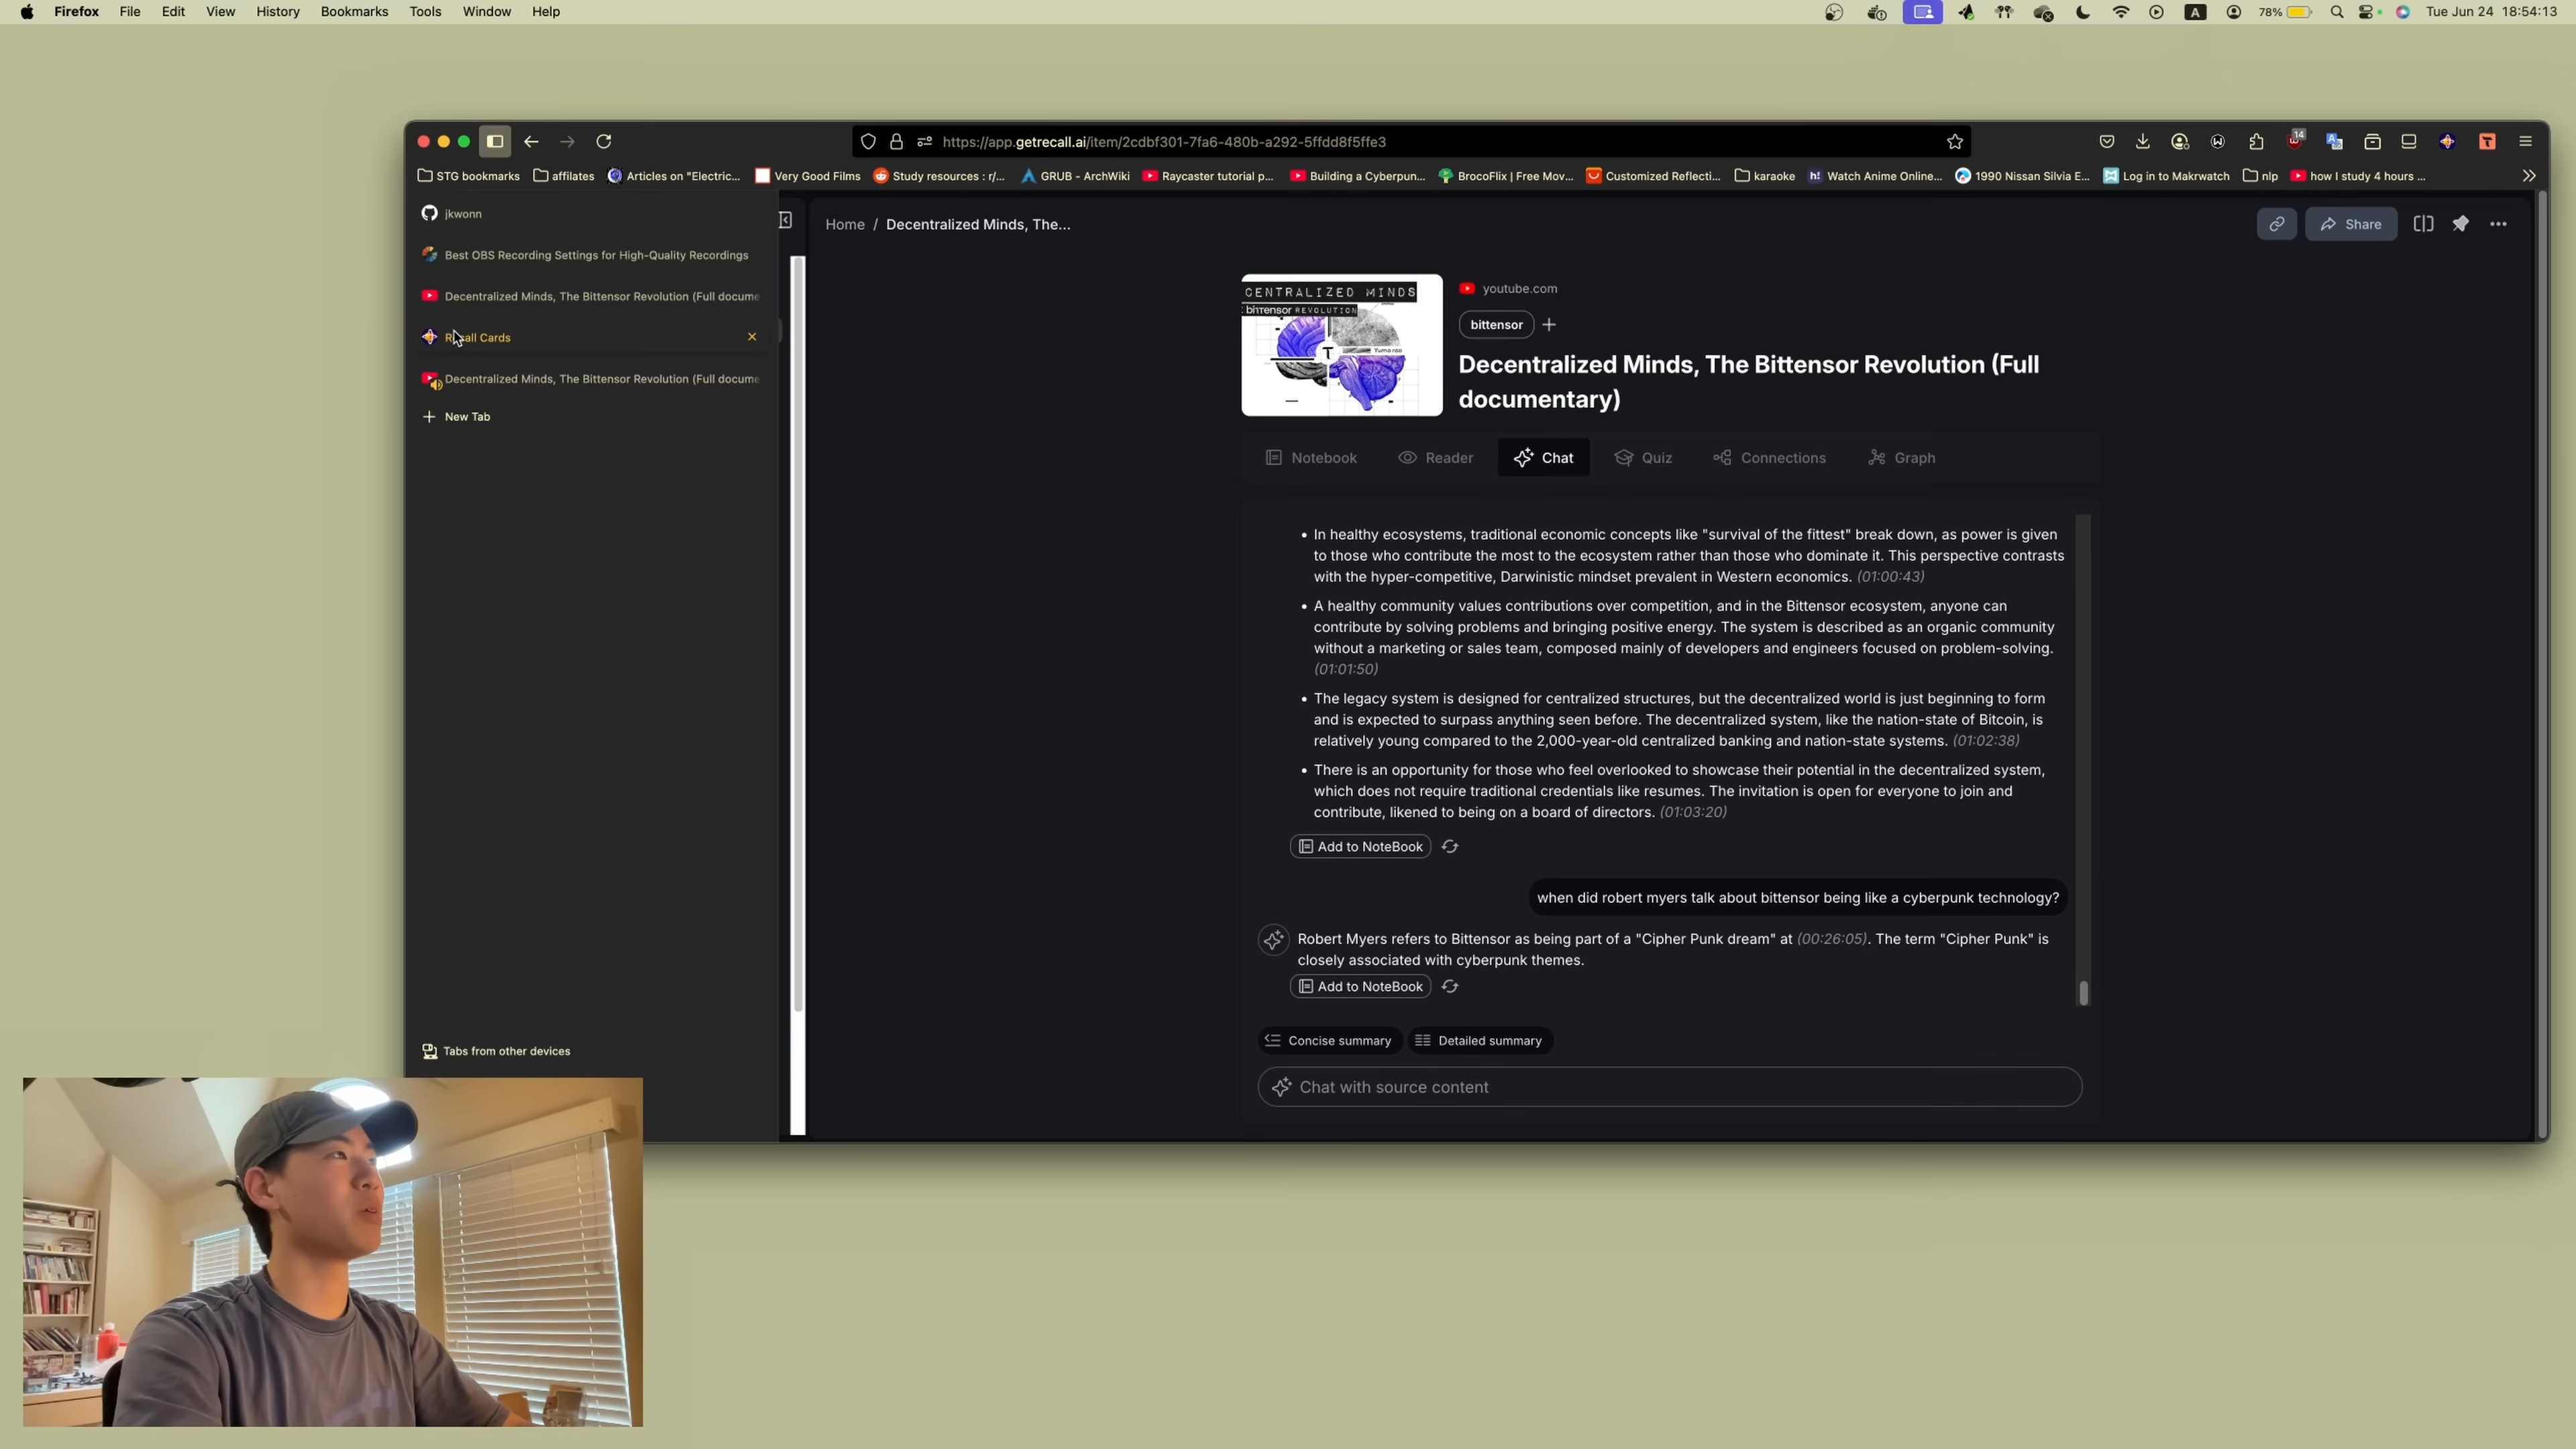 Firefox File Edit View History Bookmarks Tools Window Help
A 78% Tue Jun 24 18:54:13
https://app.getrecall.ai/item/2cdbf301-7fa6-480b-a292-5ffdd8f5ffe3
14
STG bookmarks affilates Articles on "Electric... Very Good Films Study resources : r/... GRUB - ArchWiki Raycaster tutorial p... Building a Cyberpun... BrocoFlix | Free Mov... Customized Reflecti... karaoke Watch Anime Online... 1990 Nissan Silvia E... Log in to Makrwatch nlp how I study 4 hours ...
jkwonn
Best OBS Recording Settings for High-Quality Recordings
Decentralized Minds, The Bittensor Revolution (Full docume
Recall Cards
Decentralized Minds, The Bittensor Revolution (Full docume
New Tab
Tabs from other devices
Home / Decentralized Minds, The...
Share
CENTRALIZED MINDS
bittensor REVOLUTION
youtube.com
bittensor
Decentralized Minds, The Bittensor Revolution (Full
documentary)
Notebook Reader Chat Quiz Connections Graph
• In healthy ecosystems, traditional economic concepts like "survival of the fittest" break down, as power is given
to those who contribute the most to the ecosystem rather than those who dominate it. This perspective contrasts
with the hyper-competitive, Darwinistic mindset prevalent in Western economics. (01:00:43)
• A healthy community values contributions over competition, and in the Bittensor ecosystem, anyone can
contribute by solving problems and bringing positive energy. The system is described as an organic community
without a marketing or sales team, composed mainly of developers and engineers focused on problem-solving.
(01:01:50)
• The legacy system is designed for centralized structures, but the decentralized world is just beginning to form
and is expected to surpass anything seen before. The decentralized system, like the nation-state of Bitcoin, is
relatively young compared to the 2,000-year-old centralized banking and nation-state systems. (01:02:38)
• There is an opportunity for those who feel overlooked to showcase their potential in the decentralized system,
which does not require traditional credentials like resumes. The invitation is open for everyone to join and
contribute, likened to being on a board of directors. (01:03:20)
Add to NoteBook
when did robert myers talk about bittensor being like a cyberpunk technology?
Robert Myers refers to Bittensor as being part of a "Cipher Punk dream" at (00:26:05). The term "Cipher Punk" is
closely associated with cyberpunk themes.
Add to NoteBook
Concise summary Detailed summary
Chat with source content